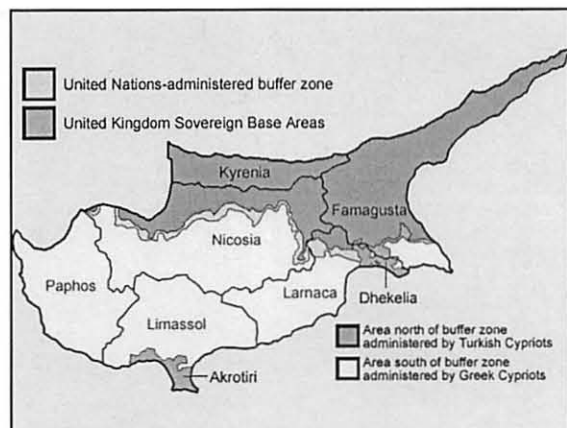 United Nations-administered buffer zone
United Kingdom Sovereign Base Areas
Kyrenia
Famagusta
Nicosia
Paphos
Larnaca
Dhekelia
Limassol
Area north of buffer zone
administered by Turkish Cypriots
Area south of buffer zone
administered by Greek Cypriots
Akrotiri